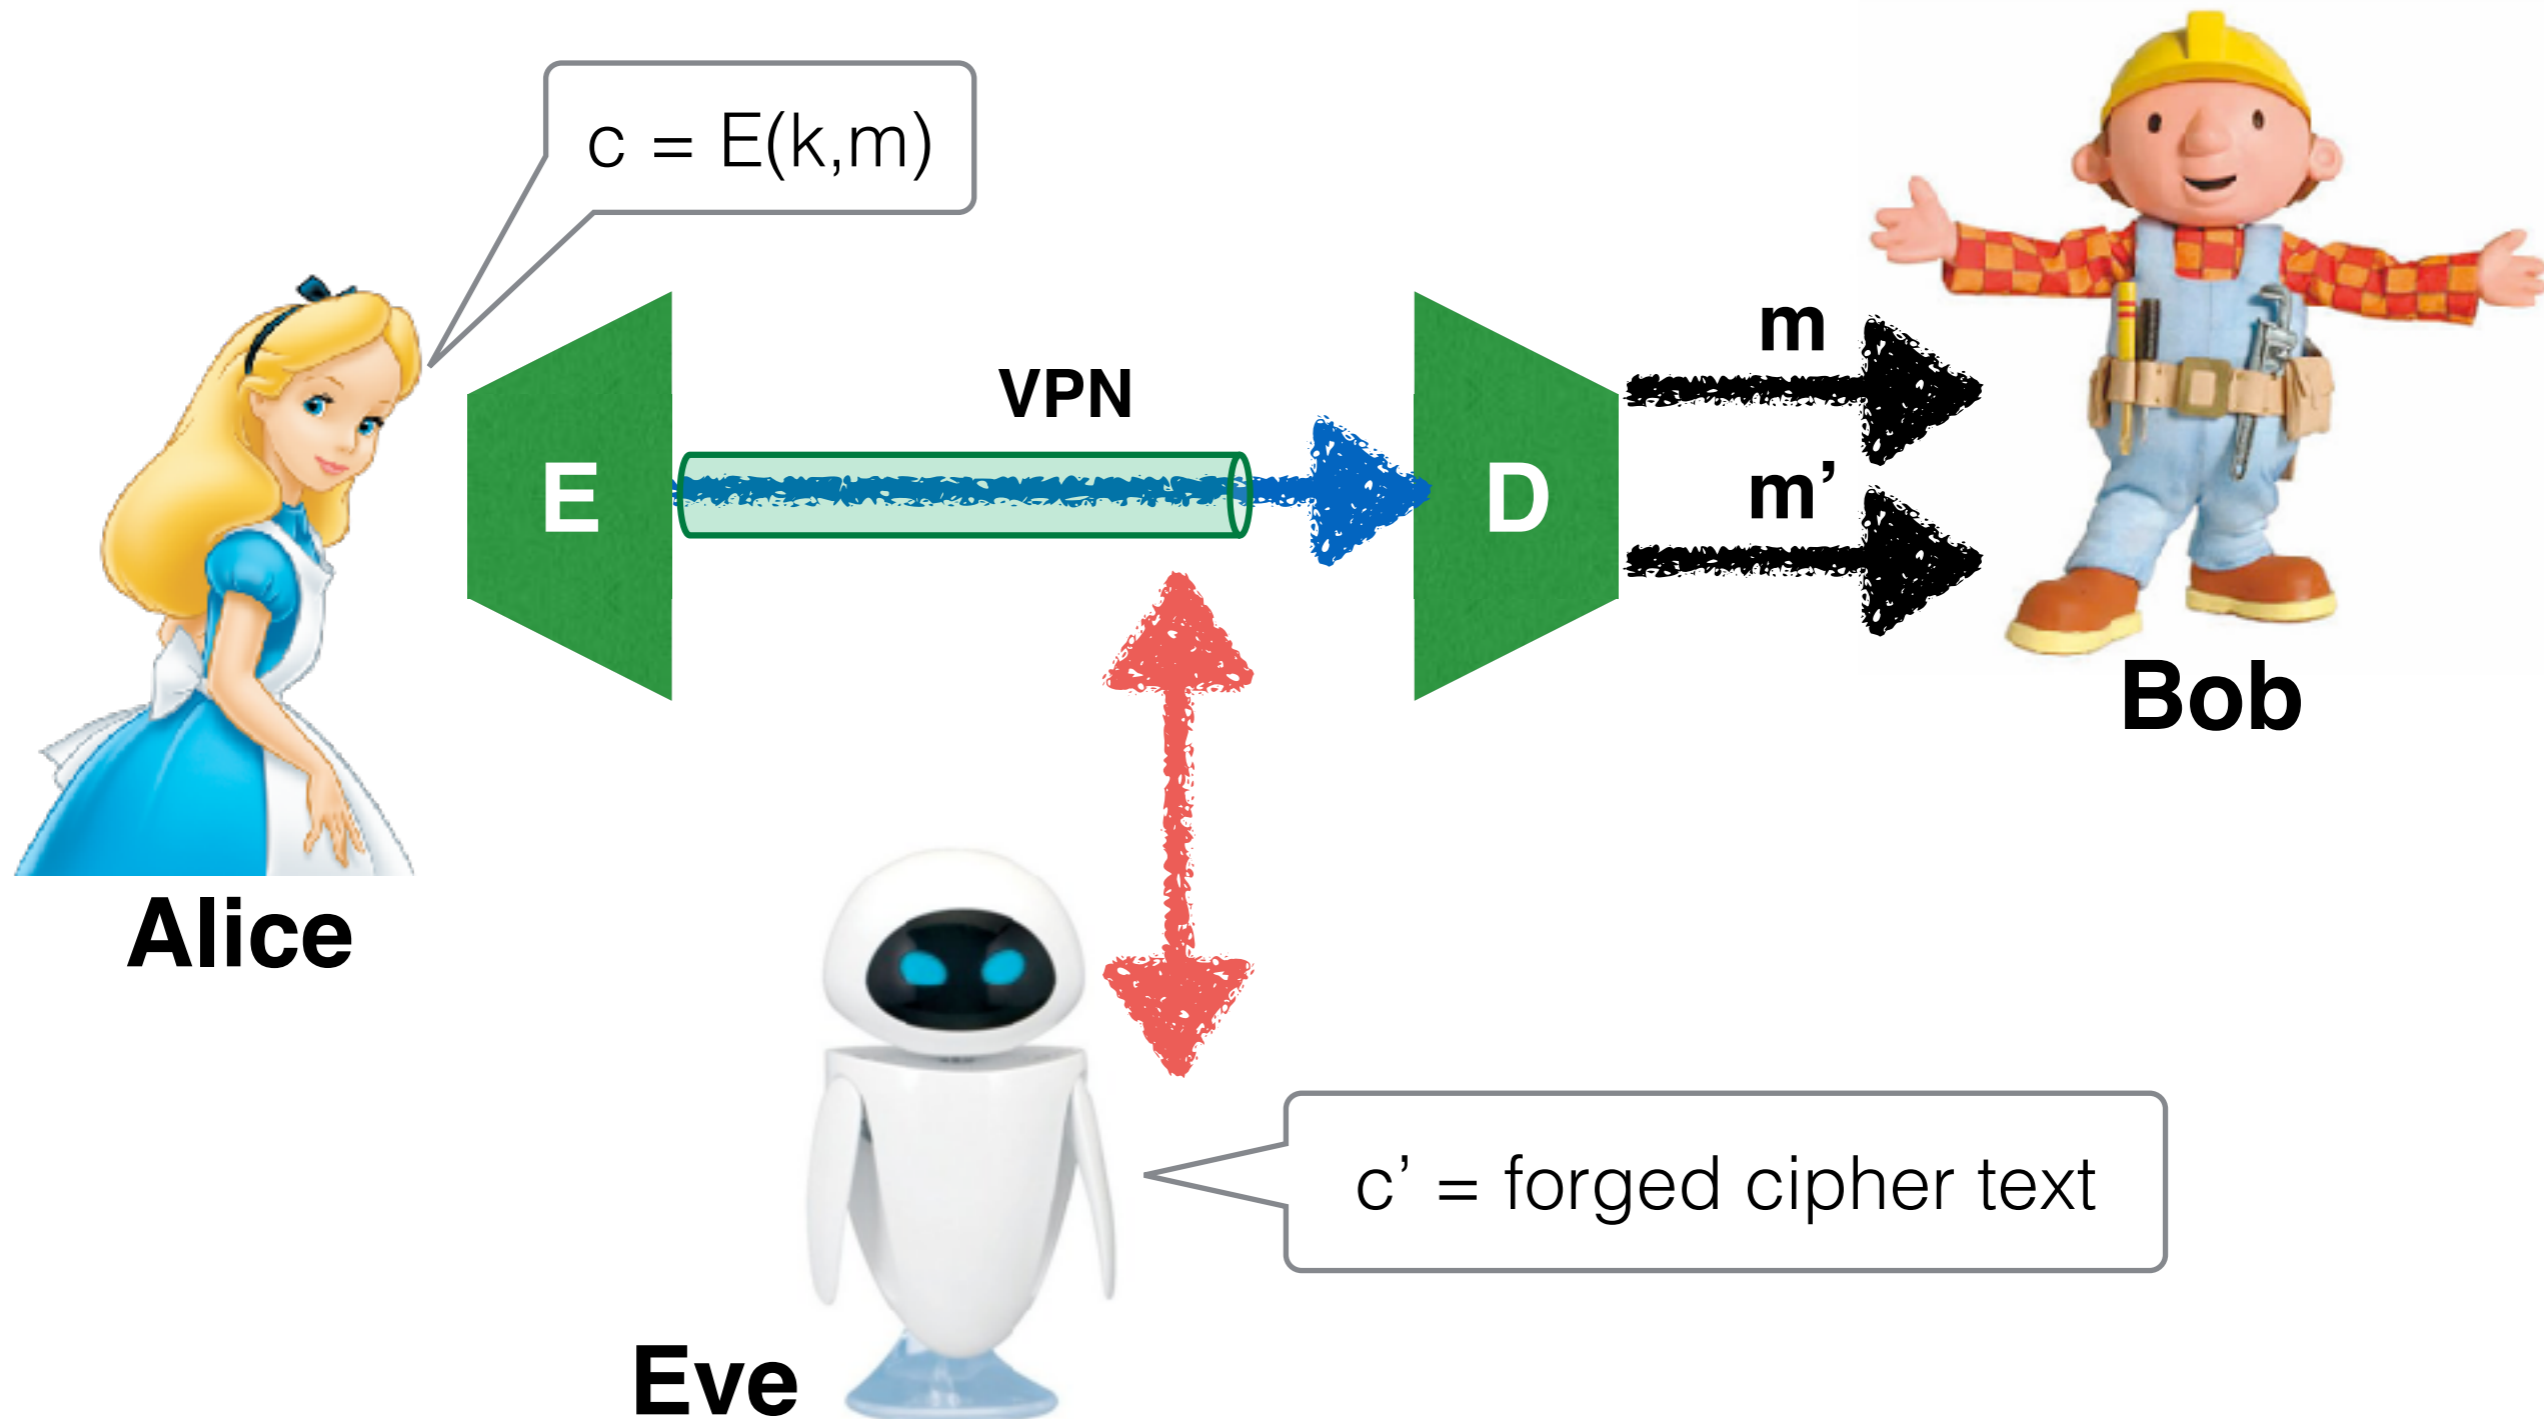 c = E(k,m)
VPN
E
D
m
m’
Bob
Alice
c’ = forged cipher text
Eve